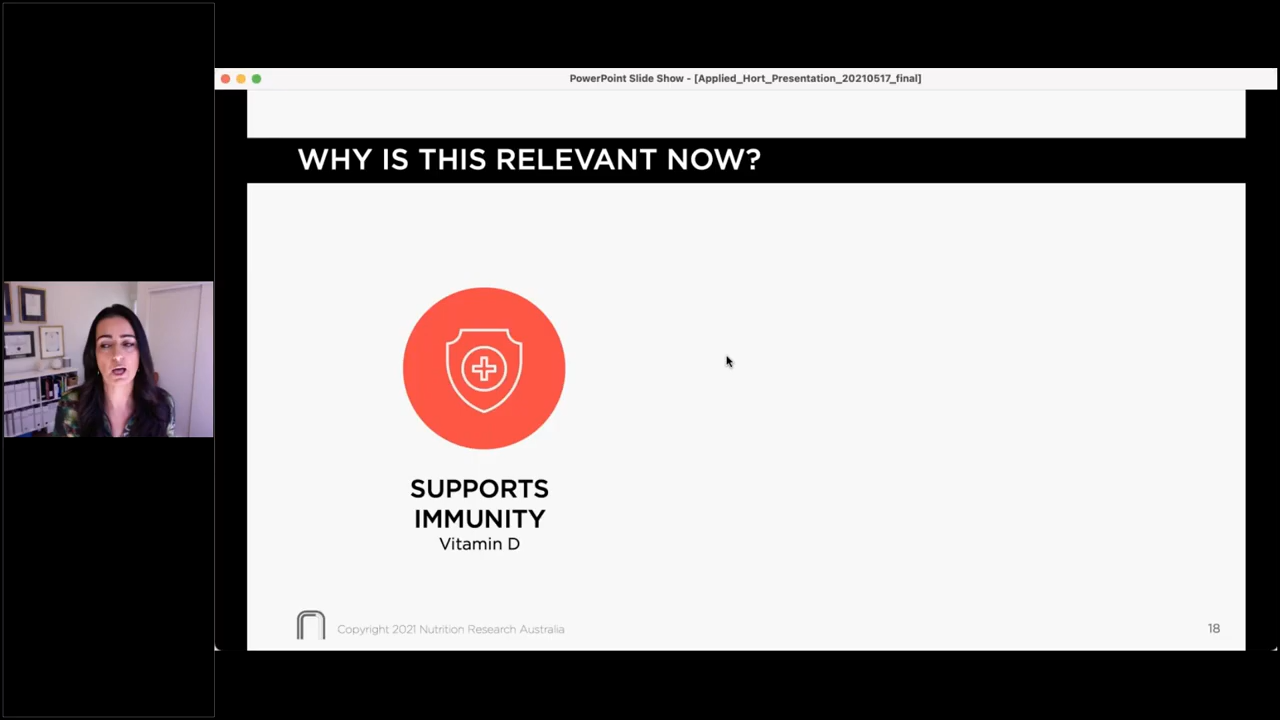 PowerPoint Slide Show - [Applied_Hort_Presentation_20210517_final]
WHY IS THIS RELEVANT NOW?
SUPPORTS
IMMUNITY
Vitamin D
Copyright 2021 Nutrition Research Australia
18